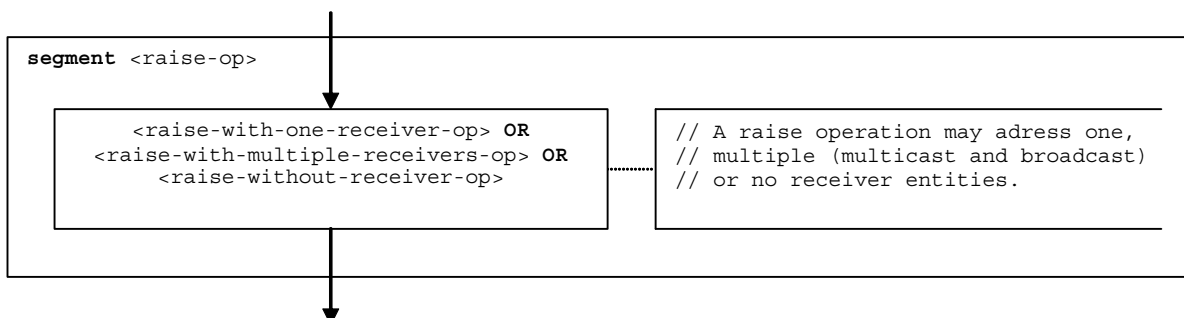 segment <raise-op>
<raise-with-one-receiver-op> OR
<raise-with-multiple-receivers-op> OR
<raise-without-receiver-op>
// A raise operation may adress one,
// multiple (multicast and broadcast)
// or no receiver entities.